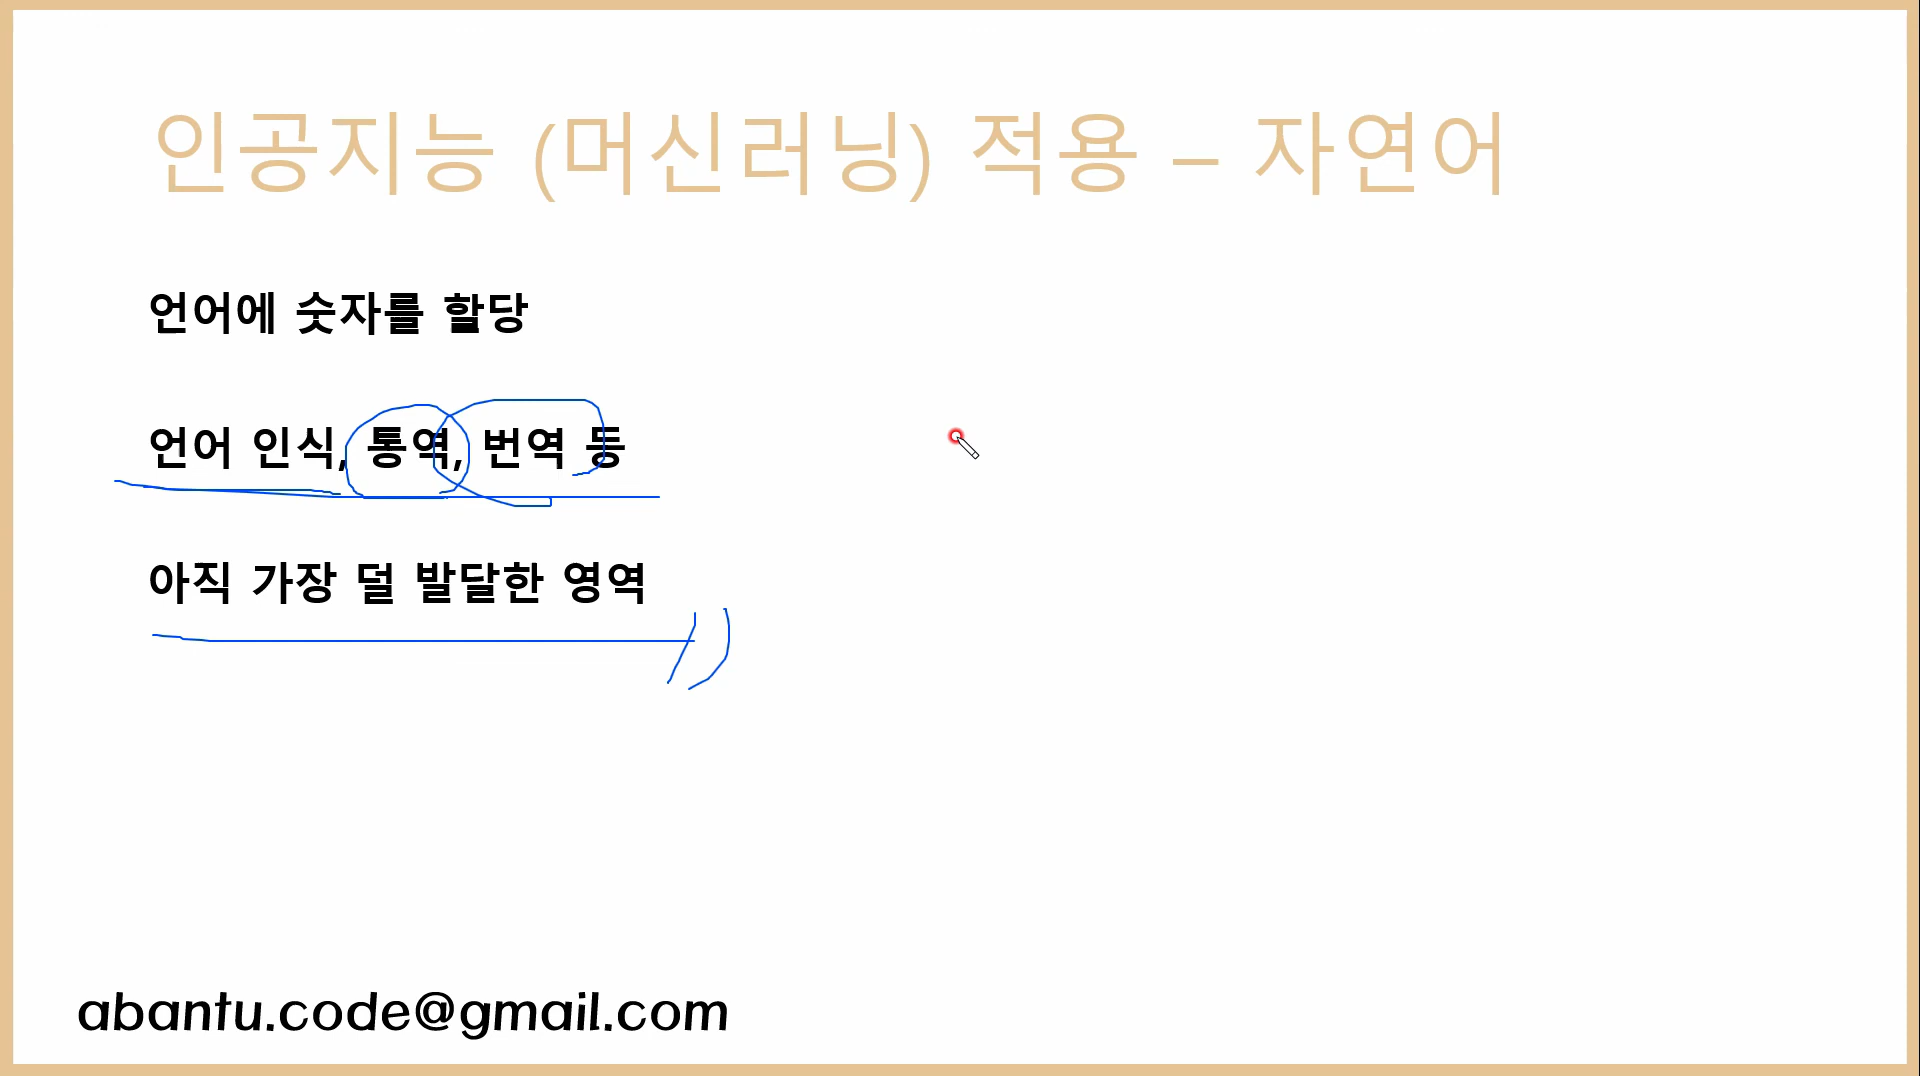 인공지능 (머신러닝) 적용 – 자연어
언어에 숫자를 할당
언어 인식, 통역, 번역 등
아직 가장 덜 발달한 영역
abantu.code@gmail.com